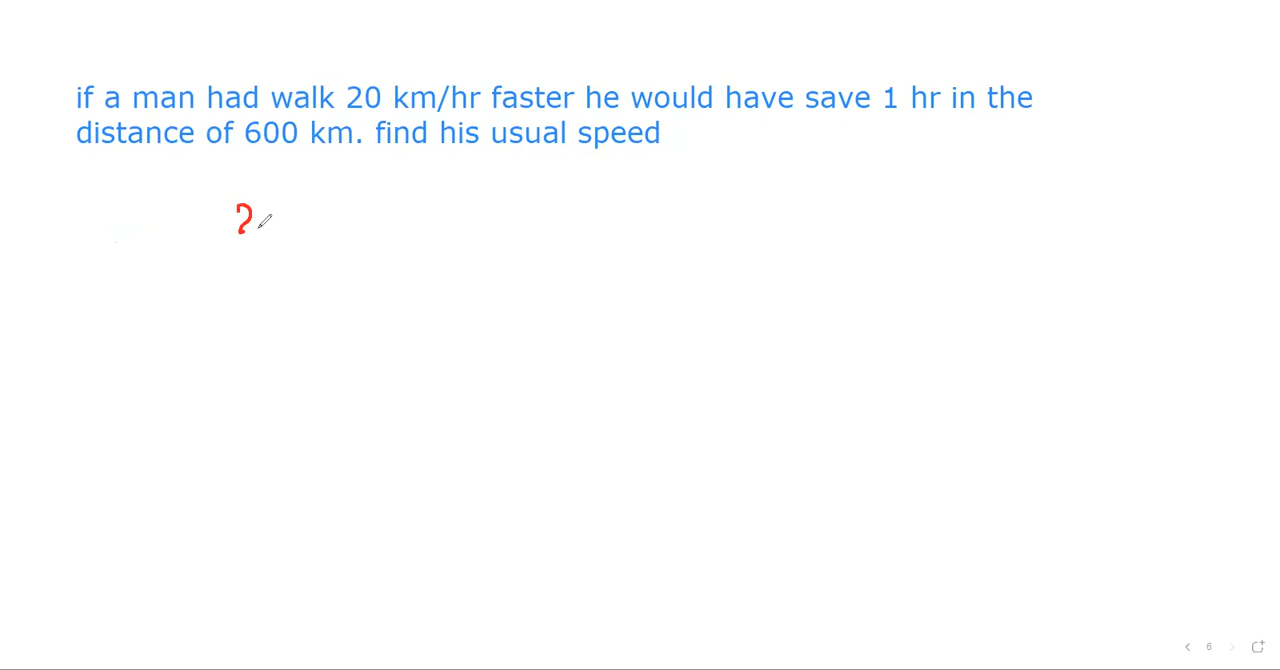 if a man had walk 20 km/hr faster he would have save 1 hr in the
distance of 600 km. find his usual speed
?
6